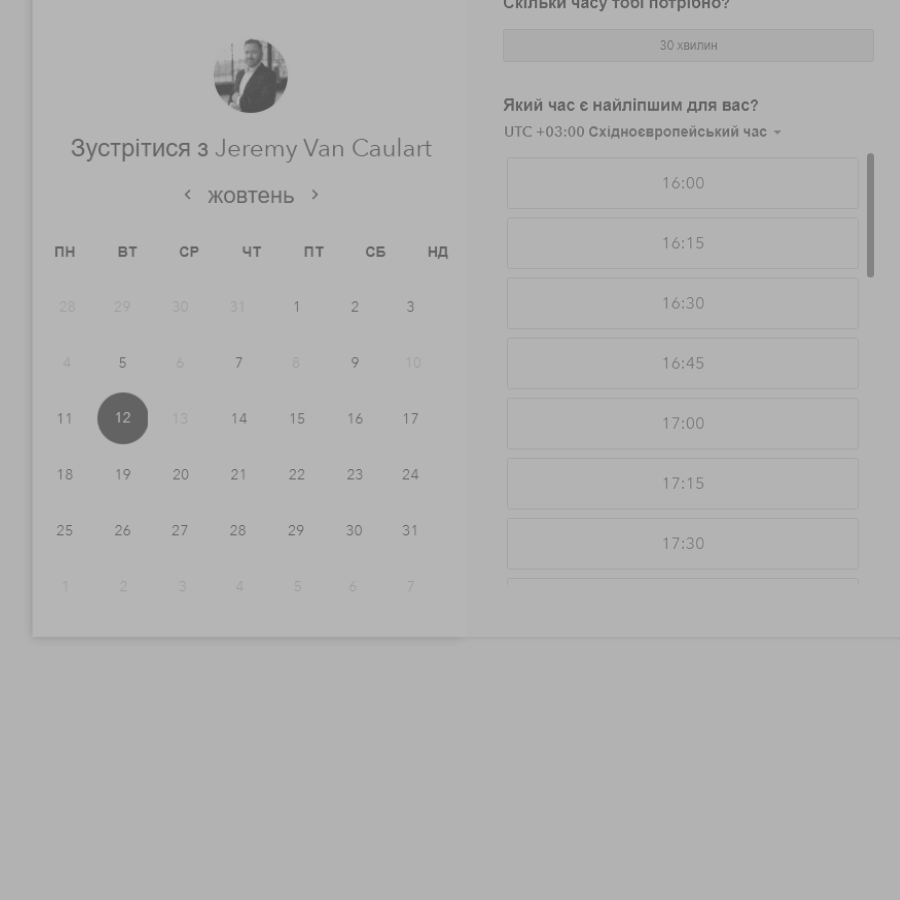 Скільки часу тобі потрібно?
30 хвилин
Зустрітися з Jeremy Van Caulart
жовтень
ПН ВТ СР ЧТ ПТ СБ НД
28 29 30 31 1 2 3
4 5 6 7 8 9 10
11 12 13 14 15 16 17
18 19 20 21 22 23 24
25 26 27 28 29 30 31
1 2 3 4 5 6 7
Який час є найліпшим для вас?
UTC +03:00 Східноєвропейський час
16:00
16:15
16:30
16:45
17:00
17:15
17:30